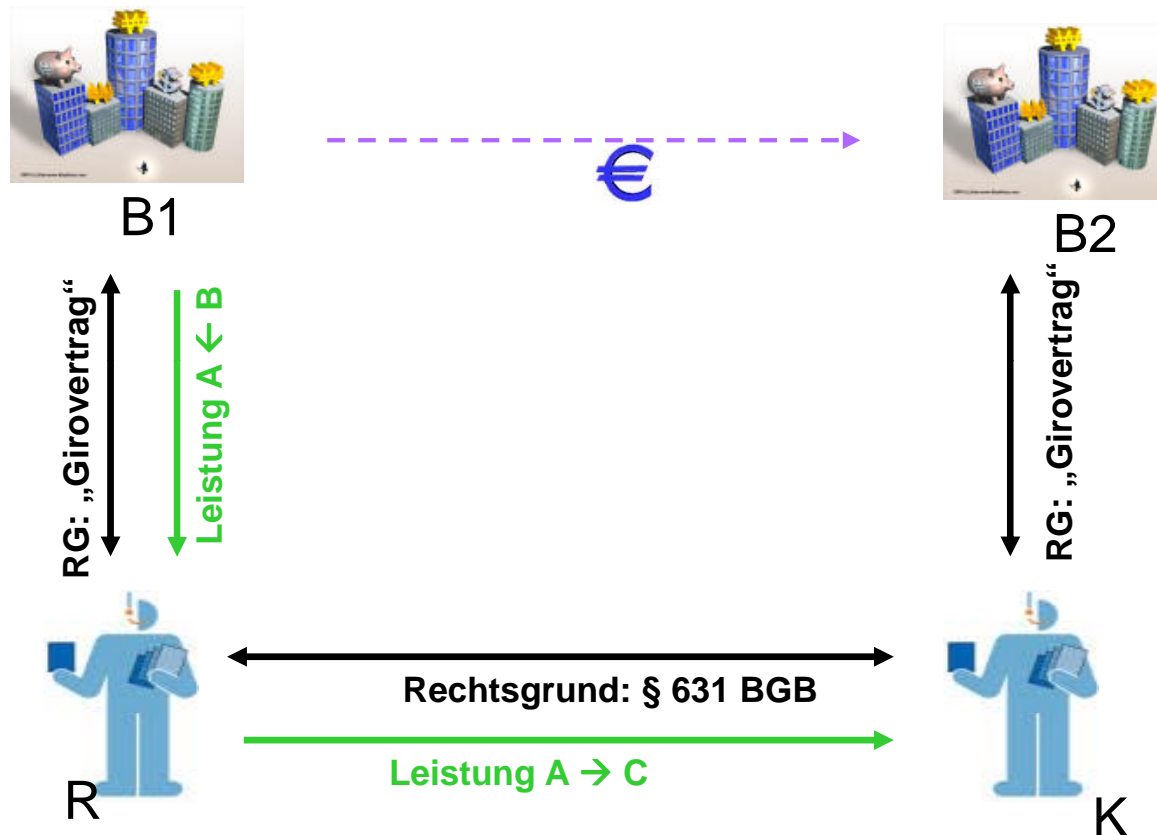 €
B1
B2
RG: „Girovertrag“
Leistung A ← B
RG: „Girovertrag“
Rechtsgrund: § 631 BGB
Leistung A → C
R
K